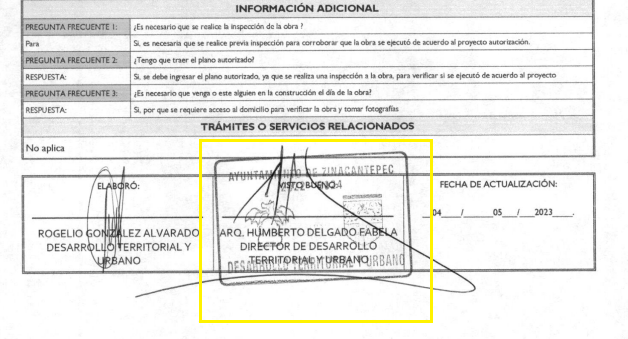 INFORMACIÓN ADICIONAL
PREGUNTA FRECUENTE 1: ¿Es necesario que se realice la inspección de la obra ?
Para Si, es necesaria que se realice previa inspección para corroborar que la obra se ejecutó de acuerdo al proyecto autorización.
PREGUNTA FRECUENTE 2: ¿Tengo que traer el plano autorizado?
RESPUESTA: Si, se debe ingresar el plano autorizado, ya que se realiza una inspección a la obra, para verificar si se ejecutó de acuerdo al proyecto
PREGUNTA FRECUENTE 3: ¿Es necesario que venga o este alguien en la construcción el día de la obra?
RESPUESTA: Si, por que se requiere acceso al domicilio para verificar la obra y tomar fotografías
TRÁMITES O SERVICIOS RELACIONADOS
No aplica
AYUNTAMIENTO DE ZINACANTEPEC
ELABORÓ: VISTO BUENO: FECHA DE ACTUALIZACIÓN:
04 / 05 / 2023 .
ROGELIO GONZÁLEZ ALVARADO ARQ. HUMBERTO DELGADO FABELA
DESARROLLO TERRITORIAL Y DIRECTOR DE DESARROLLO
URBANO TERRITORIAL Y URBANO
DESARROLLO TERRITORIAL Y URBANO